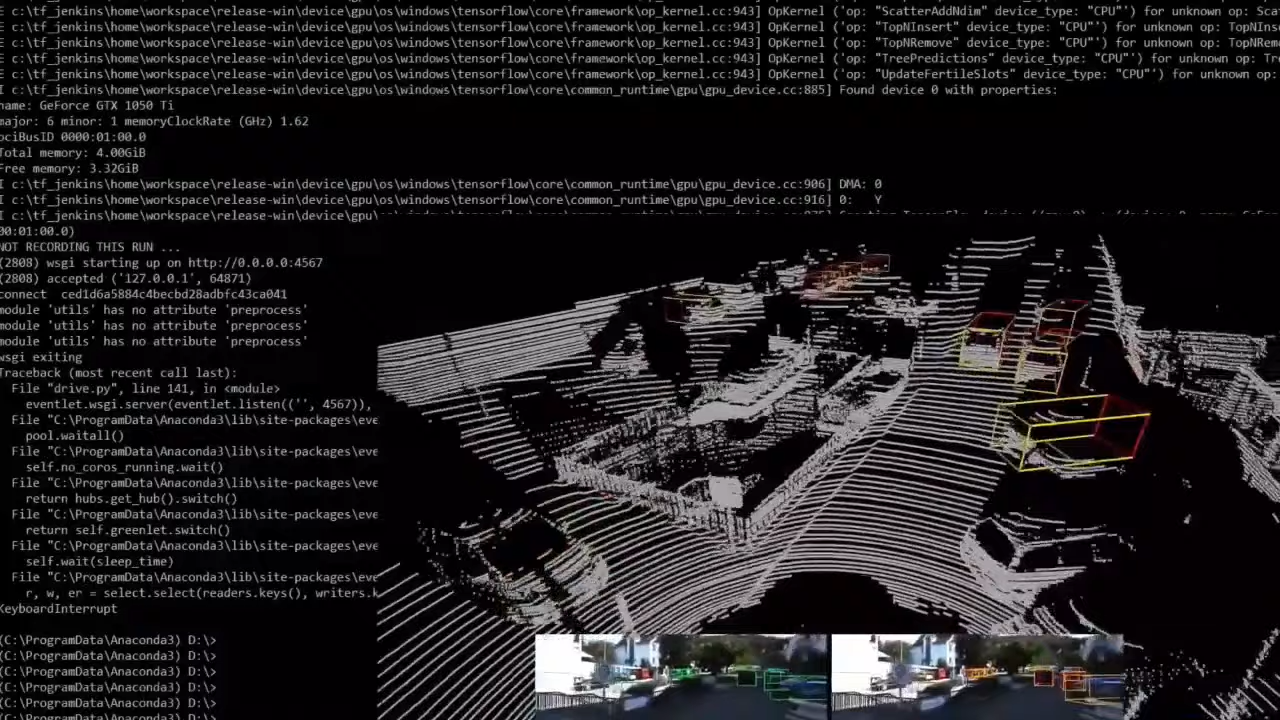 E c:\tf_jenkins\home\workspace\release-win\device\gpu\os\windows\tensorflow\core\framework\op_kernel.cc:943] OpKernel ('op: "ScatterAddNdim" device_type: "CPU"') for unknown op: Sca
E c:\tf_jenkins\home\workspace\release-win\device\gpu\os\windows\tensorflow\core\framework\op_kernel.cc:943] OpKernel ('op: "TopNInsert" device_type: "CPU"') for unknown op: TopNIns
E c:\tf_jenkins\home\workspace\release-win\device\gpu\os\windows\tensorflow\core\framework\op_kernel.cc:943] OpKernel ('op: "TopNRemove" device_type: "CPU"') for unknown op: TopNRem
E c:\tf_jenkins\home\workspace\release-win\device\gpu\os\windows\tensorflow\core\framework\op_kernel.cc:943] OpKernel ('op: "TreePredictions" device_type: "CPU"') for unknown op: Tre
E c:\tf_jenkins\home\workspace\release-win\device\gpu\os\windows\tensorflow\core\framework\op_kernel.cc:943] OpKernel ('op: "UpdateFertileSlots" device_type: "CPU"') for unknown op:
I c:\tf_jenkins\home\workspace\release-win\device\gpu\os\windows\tensorflow\core\common_runtime\gpu\gpu_device.cc:885] Found device 0 with properties:
name: GeForce GTX 1050 Ti
major: 6 minor: 1 memoryClockRate (GHz) 1.62
pciBusID 0000:01:00.0
Total memory: 4.00GiB
Free memory: 3.32GiB
I c:\tf_jenkins\home\workspace\release-win\device\gpu\os\windows\tensorflow\core\common_runtime\gpu\gpu_device.cc:906] DMA: 0
I c:\tf_jenkins\home\workspace\release-win\device\gpu\os\windows\tensorflow\core\common_runtime\gpu\gpu_device.cc:916] 0:   Y
I c:\tf_jenkins\home\workspace\release-win\device\gpu\
00:01:00.0)
NOT RECORDING THIS RUN ...
(2808) wsgi starting up on http://0.0.0.0:4567
(2808) accepted ('127.0.0.1', 64871)
connect  ced1d6a5884c4becbd28adbfc43ca041
module 'utils' has no attribute 'preprocess'
module 'utils' has no attribute 'preprocess'
module 'utils' has no attribute 'preprocess'
wsgi exiting
Traceback (most recent call last):
  File "drive.py", line 141, in <module>
    eventlet.wsgi.server(eventlet.listen(('', 4567)),
  File "C:\ProgramData\Anaconda3\lib\site-packages\eve
    pool.waitall()
  File "C:\ProgramData\Anaconda3\lib\site-packages\eve
    self.no_coros_running.wait()
  File "C:\ProgramData\Anaconda3\lib\site-packages\eve
    return hubs.get_hub().switch()
  File "C:\ProgramData\Anaconda3\lib\site-packages\eve
    return self.greenlet.switch()
  File "C:\ProgramData\Anaconda3\lib\site-packages\eve
    self.wait(sleep_time)
  File "C:\ProgramData\Anaconda3\lib\site-packages\eve
    r, w, er = select.select(readers.keys(), writers.k
KeyboardInterrupt
(C:\ProgramData\Anaconda3) D:\>
(C:\ProgramData\Anaconda3) D:\>
(C:\ProgramData\Anaconda3) D:\>
(C:\ProgramData\Anaconda3) D:\>
(C:\ProgramData\Anaconda3) D:\>
(C:\ProgramData\Anaconda3) D:\>